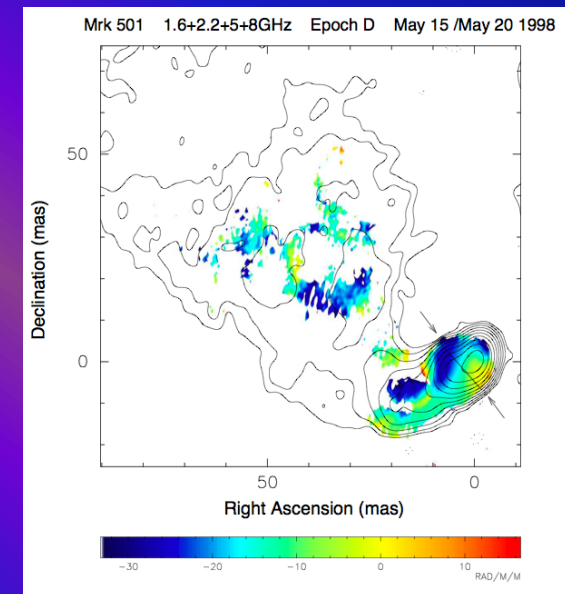 Mrk 501 1.6+2.2+5+8GHz Epoch D May 15 /May 20 1998
50
0
Declination (mas)
50 0
Right Ascension (mas)
−30 −20 −10 0 10
RAD/M/M